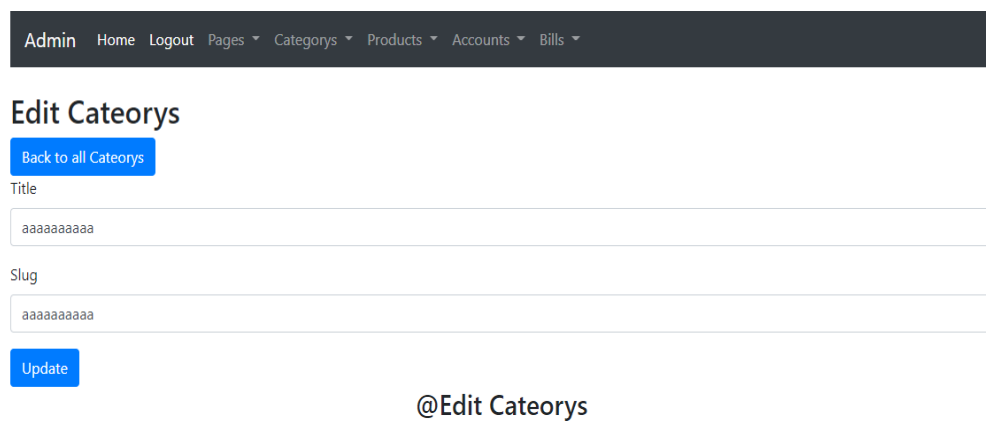 Admin Home Logout Pages Categorys Products Accounts Bills
Edit Cateorys
Back to all Cateorys
Title
aaaaaaaaaa
Slug
aaaaaaaaaa
Update
@Edit Cateorys